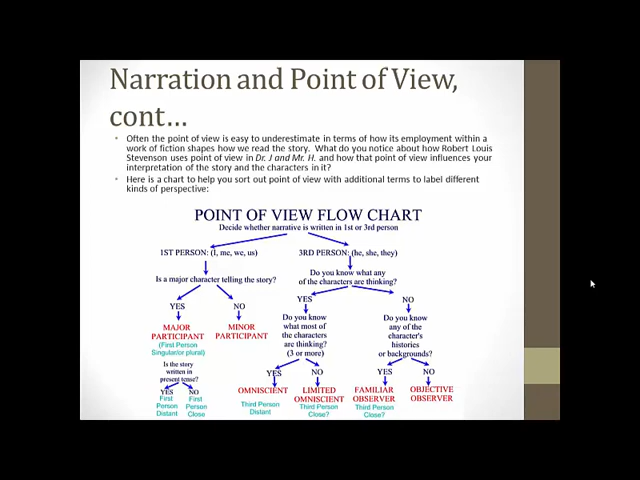 Narration and Point of View,
cont…
• Often the point of view is easy to underestimate in terms of how its employment within a
work of fiction shapes how we read the story. What do you notice about how Robert Louis
Stevenson uses point of view in Dr. J and Mr. H. and how that point of view influences your
interpretation of the story and the characters in it?
• Here is a chart to help you sort out point of view with additional terms to label different
kinds of perspective:
POINT OF VIEW FLOW CHART
Decide whether narrative is written in 1st or 3rd person
1ST PERSON: (I, me, we, us)
3RD PERSON: (he, she, they)
Is a major character telling the story?
YES
NO
MAJOR
PARTICIPANT
(First Person
Singular/or plural)
MINOR
PARTICIPANT
Is the story
written in
present tense?
YES
NO
First
Person
Distant
First
Person
Close
Do you know what any
of the characters are thinking?
YES
NO
Do you know
what most of
the characters
are thinking?
(3 or more)
YES
NO
OMNISCIENT
Third Person
Distant
LIMITED
OMNISCIENT
Third Person
Close?
Do you know
any of the
character's
histories
or backgrounds?
YES
NO
FAMILIAR
OBSERVER
Third Person
Close?
OBJECTIVE
OBSERVER